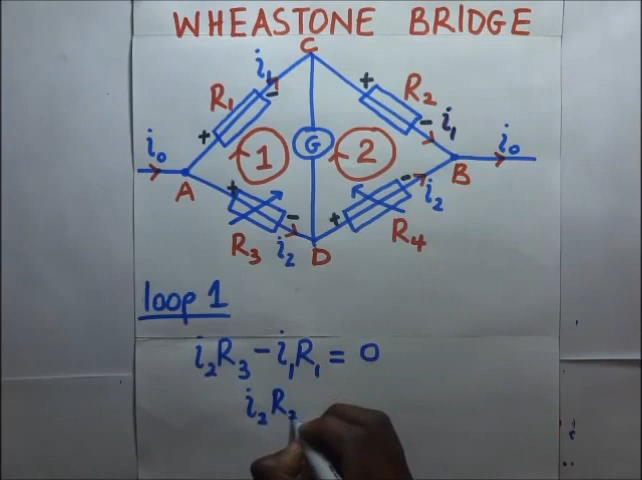 WHEASTONE BRIDGE
C
i₁
R₁
+
-
+
R₂
-
i₁
i₀
1
G
2
i₀
A
B
+
-
R₃
i₂
D
+
-
R₄
i₂
loop 1
i₂R₃ - i₁R₁ = 0
i₂R₃